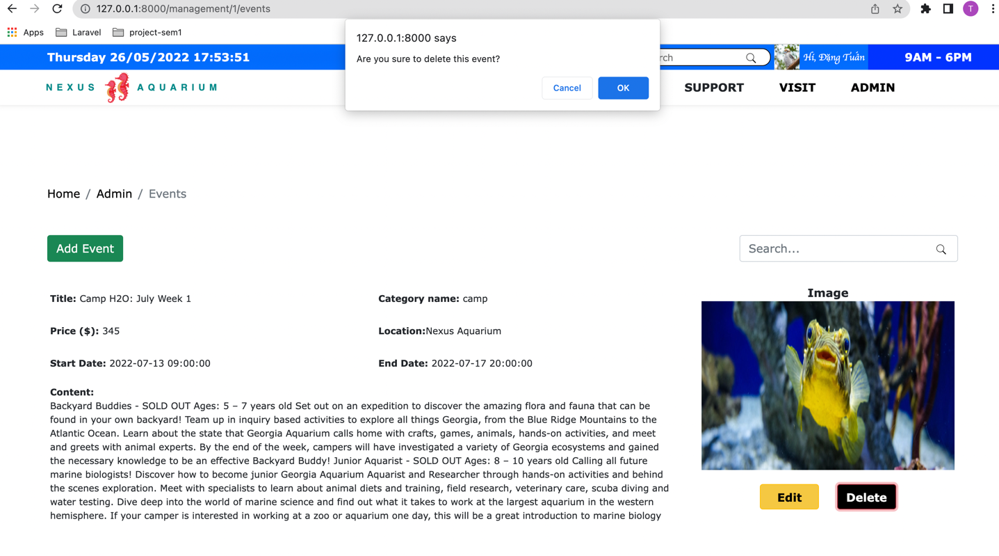 127.0.0.1:8000/management/1/events
T
Apps Laravel project-sem1
127.0.0.1:8000 says
Are you sure to delete this event?
Cancel OK
Thursday 26/05/2022 17:53:51
rch
Hi, Đặng Tuấn
9AM - 6PM
NEXUS AQUARIUM
SUPPORT VISIT ADMIN
Home / Admin / Events
Add Event
Search...
Title: Camp H2O: July Week 1
Category name: camp
Image
Price ($): 345
Location:Nexus Aquarium
Start Date: 2022-07-13 09:00:00
End Date: 2022-07-17 20:00:00
Content:
Backyard Buddies - SOLD OUT Ages: 5 – 7 years old Set out on an expedition to discover the amazing flora and fauna that can be
found in your own backyard! Team up in inquiry based activities to explore all things Georgia, from the Blue Ridge Mountains to the
Atlantic Ocean. Learn about the state that Georgia Aquarium calls home with crafts, games, animals, hands-on activities, and meet
and greets with animal experts. By the end of the week, campers will have investigated a variety of Georgia ecosystems and gained
the necessary knowledge to be an effective Backyard Buddy! Junior Aquarist - SOLD OUT Ages: 8 – 10 years old Calling all future
marine biologists! Discover how to become junior Georgia Aquarium Aquarist and Researcher through hands-on activities and behind
the scenes exploration. Meet with specialists to learn about animal diets and training, field research, veterinary care, scuba diving and
water testing. Dive deep into the world of marine science and find out what it takes to work at the largest aquarium in the western
hemisphere. If your camper is interested in working at a zoo or aquarium one day, this will be a great introduction to marine biology
Edit Delete